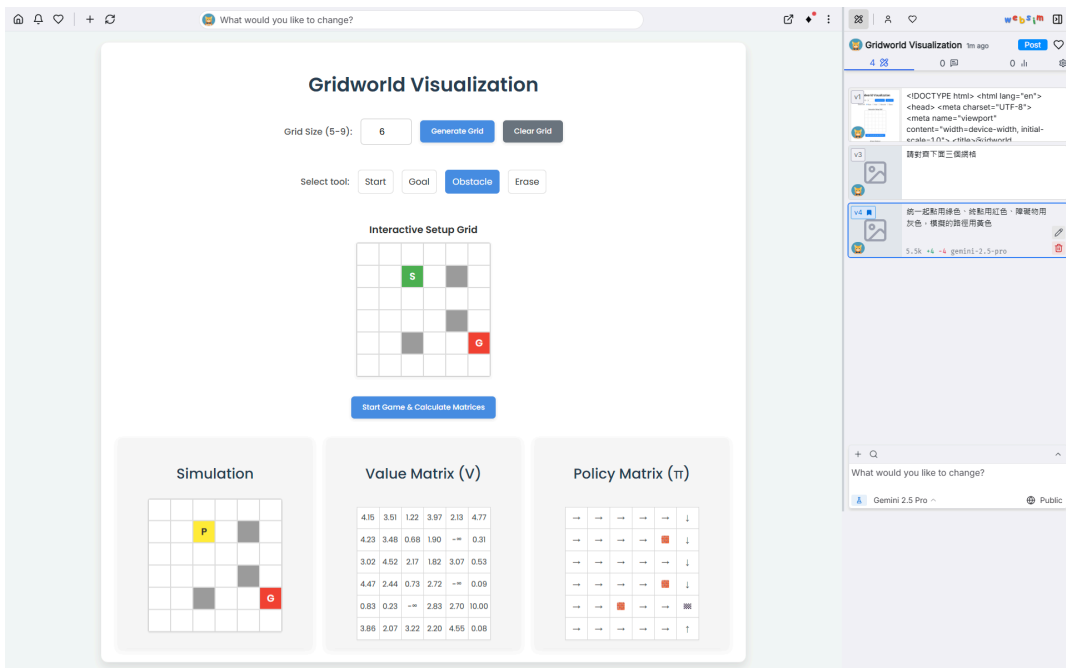 What would you like to change?
Gridworld Visualization
Grid Size (5-9): 6 Generate Grid Clear Grid
Select tool: Start Goal Obstacle Erase
Interactive Setup Grid
S
G
Start Game & Calculate Matrices
Simulation
P
G
Value Matrix (V)
4.15 3.51 1.22 3.97 2.13 4.77
4.23 3.48 0.68 1.90 -∞ 0.31
3.02 4.52 2.17 1.82 3.07 0.53
4.47 2.44 0.73 2.72 -∞ 0.09
0.83 0.23 -∞ 2.83 2.70 10.00
3.86 2.07 3.22 2.20 4.55 0.08
Policy Matrix (π)
→ → → → → ↓
→ → → → ↓
→ → → → → ↓
→ → → → ↓
→ → → →
→ → → → → ↑
websim
Gridworld Visualization 1m ago Post
4 0 0
v1
<!DOCTYPE html> <html lang="en">
<head> <meta charset="UTF-8">
<meta name="viewport"
content="width=device-width, initial-
scale=1.0"> <title>Gridworld
v3
請對齊下面三個網格
v4
統一起點用綠色，終點用紅色，障礙物用
灰色，模擬的路徑用黃色
5.5k +4 -4 gemini-2.5-pro
What would you like to change?
Gemini 2.5 Pro
Public